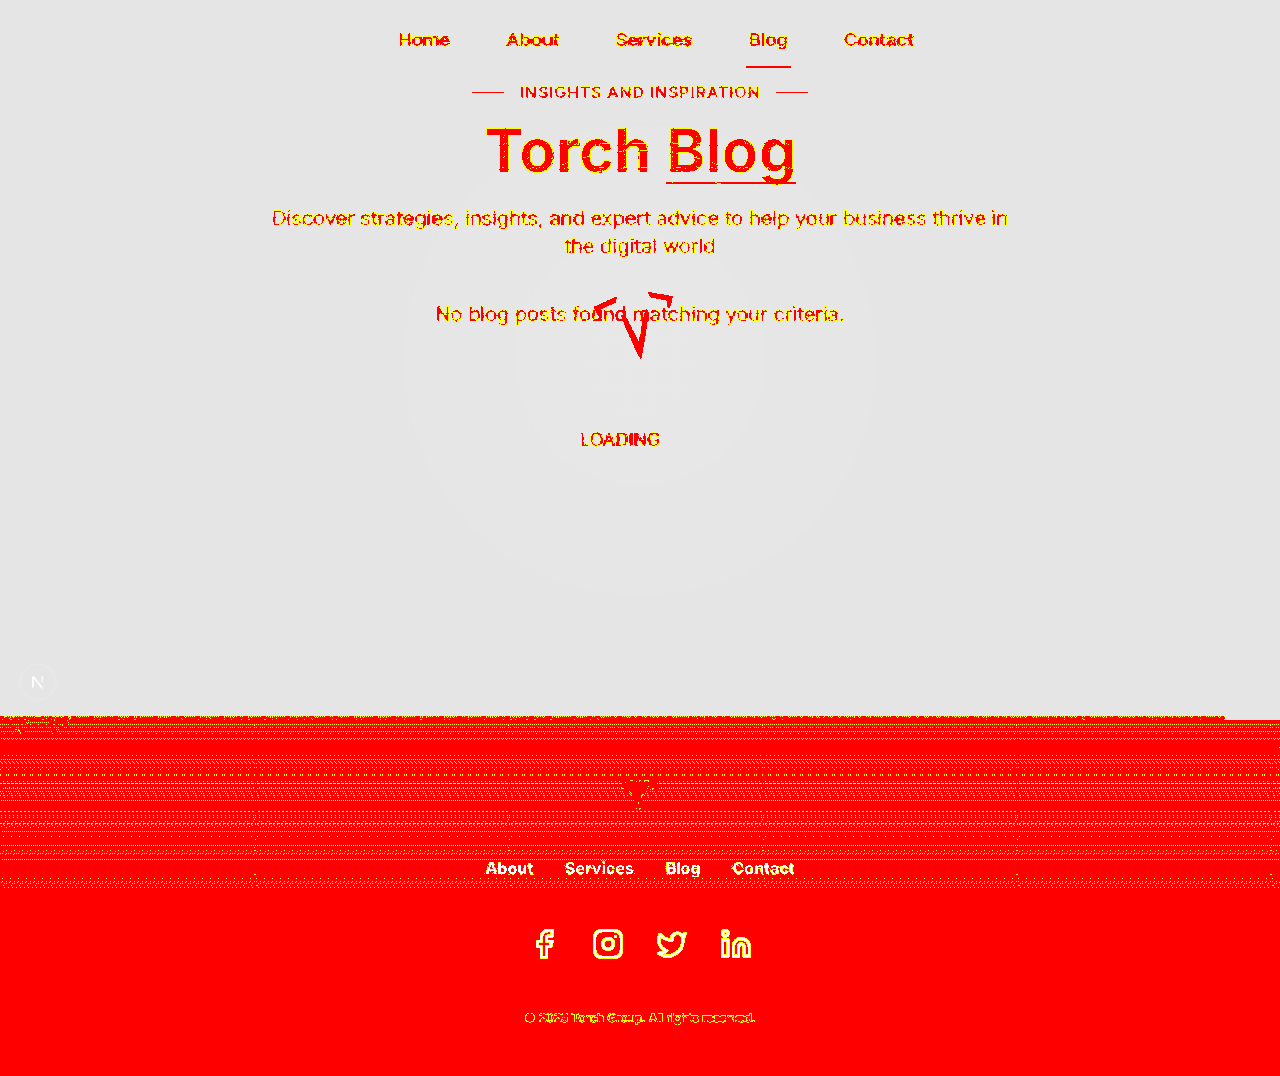 Home About Services Blog Contact
INSIGHTS AND INSPIRATION
Torch Blog
Discover strategies, insights, and expert advice to help your business thrive in
the digital world
No blog posts found matching your criteria.
LOADING
N
About Services Blog Contact
© Torch Group. All rights reserved.